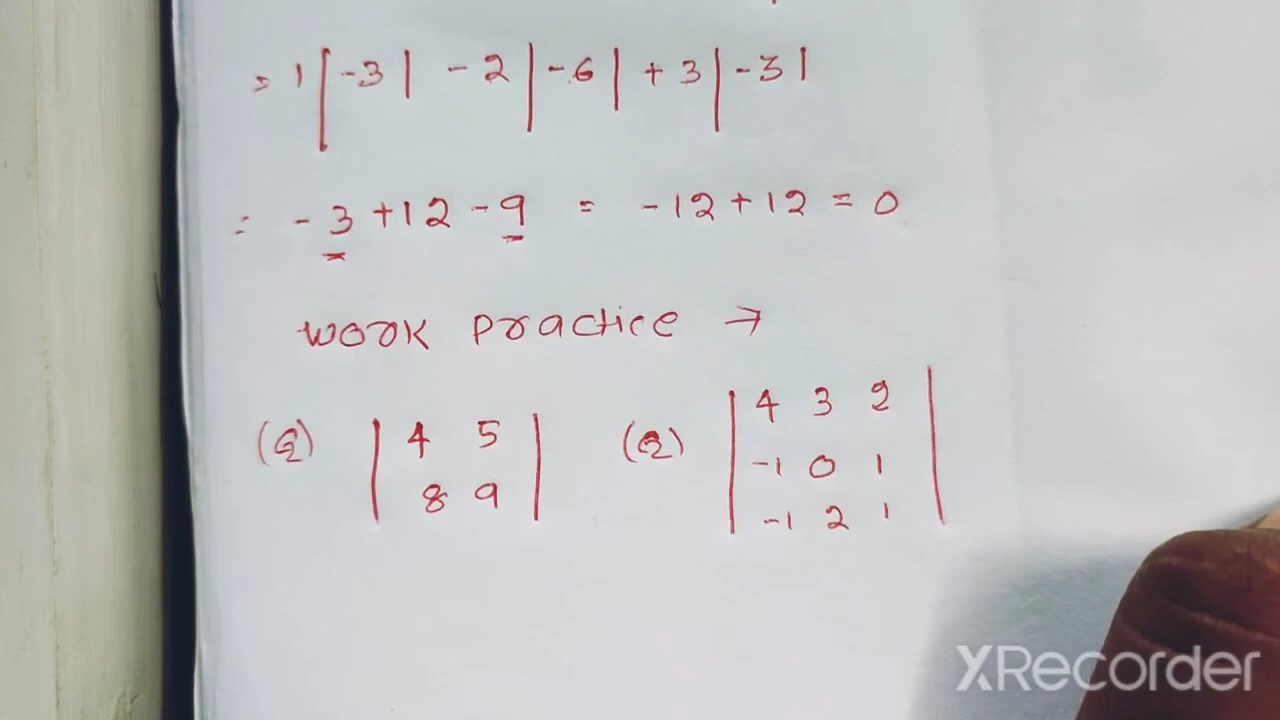 = 1 | -3 | - 2 | -6 | + 3 | -3 |
= -3 + 12 - 9 = -12 + 12 = 0
work practice →
(Q) | 4 5 | (Q) | 4 3 2 |
| 8 9 | | -1 0 1 |
| -1 2 1 |
XRecorder